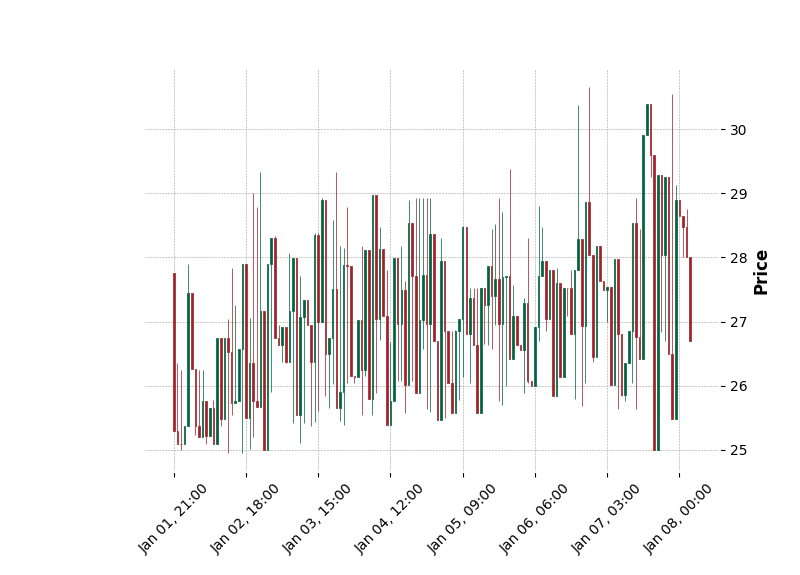 30
29
28
27
26
25
Price
Jan 01, 21:00
Jan 02, 18:00
Jan 03, 15:00
Jan 04, 12:00
Jan 05, 09:00
Jan 06, 06:00
Jan 07, 03:00
Jan 08, 00:00